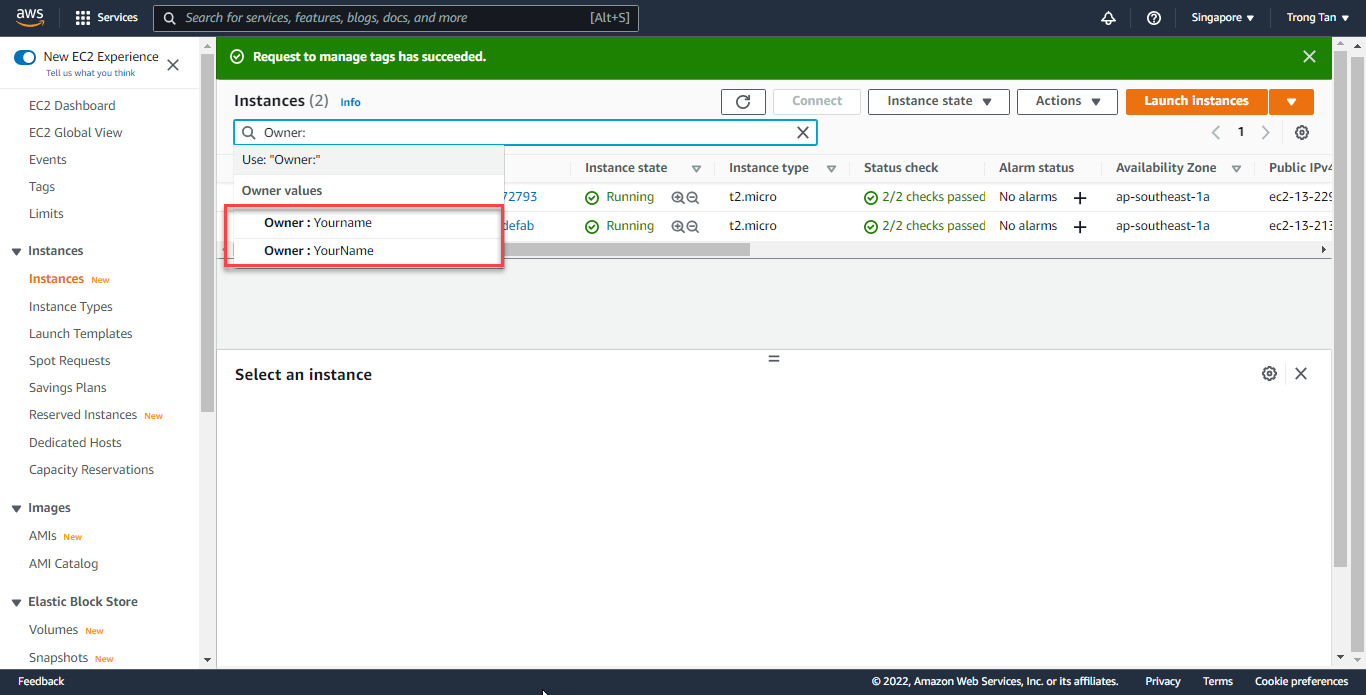 aws
Services
Search for services, features, blogs, docs, and more
[Alt+S]
Singapore
Trong Tan
New EC2 Experience
Tell us what you think
EC2 Dashboard
EC2 Global View
Events
Tags
Limits
Instances
Instances New
Instance Types
Launch Templates
Spot Requests
Savings Plans
Reserved Instances New
Dedicated Hosts
Capacity Reservations
Images
AMIs New
AMI Catalog
Elastic Block Store
Volumes New
Snapshots New
Request to manage tags has succeeded.
Instances (2) Info
Connect
Instance state
Actions
Launch instances
Owner:
1
Use: "Owner:"
Owner values
Owner : Yourname
Owner : YourName
Instance state Instance type Status check Alarm status Availability Zone Public IPv4
72793 Running t2.micro 2/2 checks passed No alarms + ap-southeast-1a ec2-13-229
defab Running t2.micro 2/2 checks passed No alarms + ap-southeast-1a ec2-13-213
Select an instance
Feedback
© 2022, Amazon Web Services, Inc. or its affiliates.
Privacy
Terms
Cookie preferences